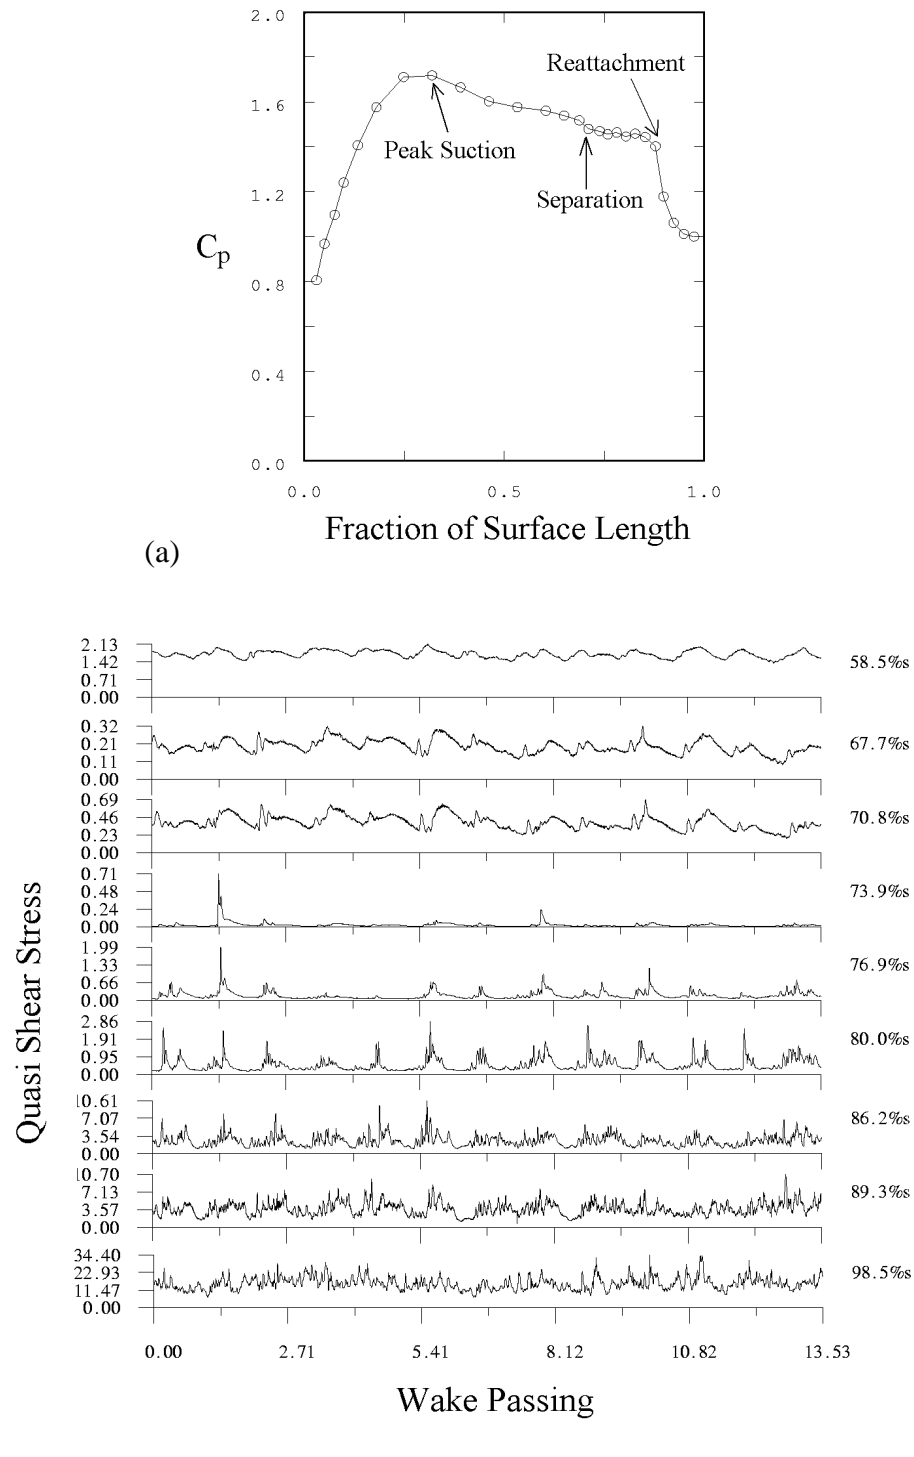 2.0
Reattachment
1.6
Peak Suction
1.2
Separation
Cp
0.8
0.4
0.0
0.0 0.5 1.0
Fraction of Surface Length
(a)
Quasi Shear Stress
2.13
1.42
0.71
0.00
58.5%s
0.32
0.21
0.11
0.00
67.7%s
0.69
0.46
0.23
0.00
70.8%s
0.71
0.48
0.24
0.00
73.9%s
1.99
1.33
0.66
0.00
76.9%s
2.86
1.91
0.95
0.00
80.0%s
10.61
7.07
3.54
0.00
86.2%s
10.70
7.13
3.57
0.00
89.3%s
34.40
22.93
11.47
0.00
98.5%s
0.00 2.71 5.41 8.12 10.82 13.53
Wake Passing